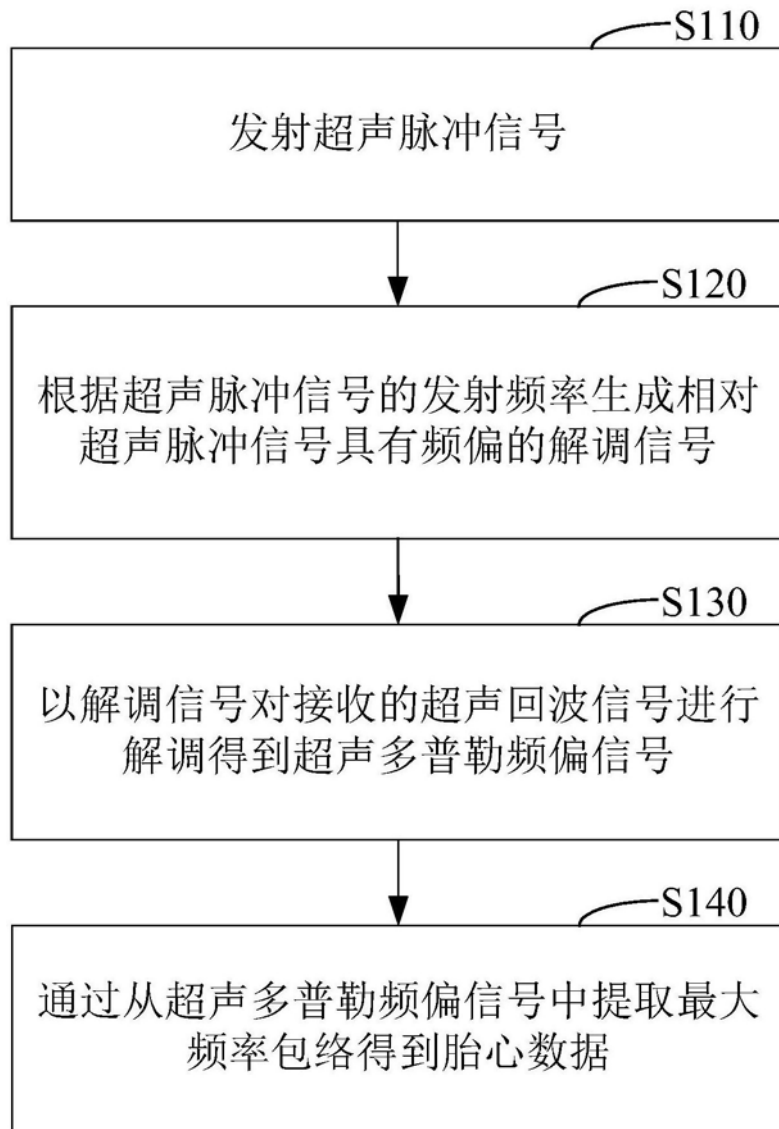 S110
发射超声脉冲信号
S120
根据超声脉冲信号的发射频率生成相对
超声脉冲信号具有频偏的解调信号
S130
以解调信号对接收的超声回波信号进行
解调得到超声多普勒频偏信号
S140
通过从超声多普勒频偏信号中提取最大
频率包络得到胎心数据